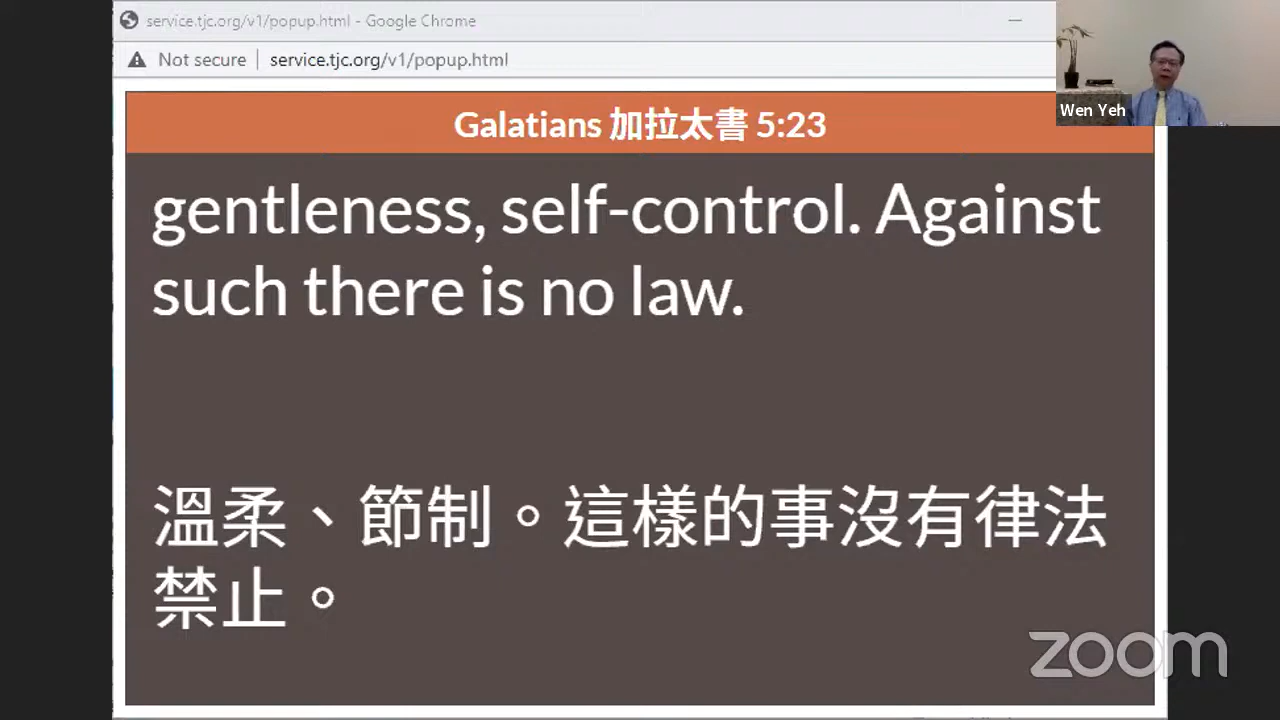 service.tjc.org/v1/popup.html - Google Chrome
Not secure | service.tjc.org/v1/popup.html
Wen Yeh
Galatians 加拉太書 5:23
gentleness, self-control. Against
such there is no law.
溫柔、節制。這樣的事沒有律法
禁止。
zoom